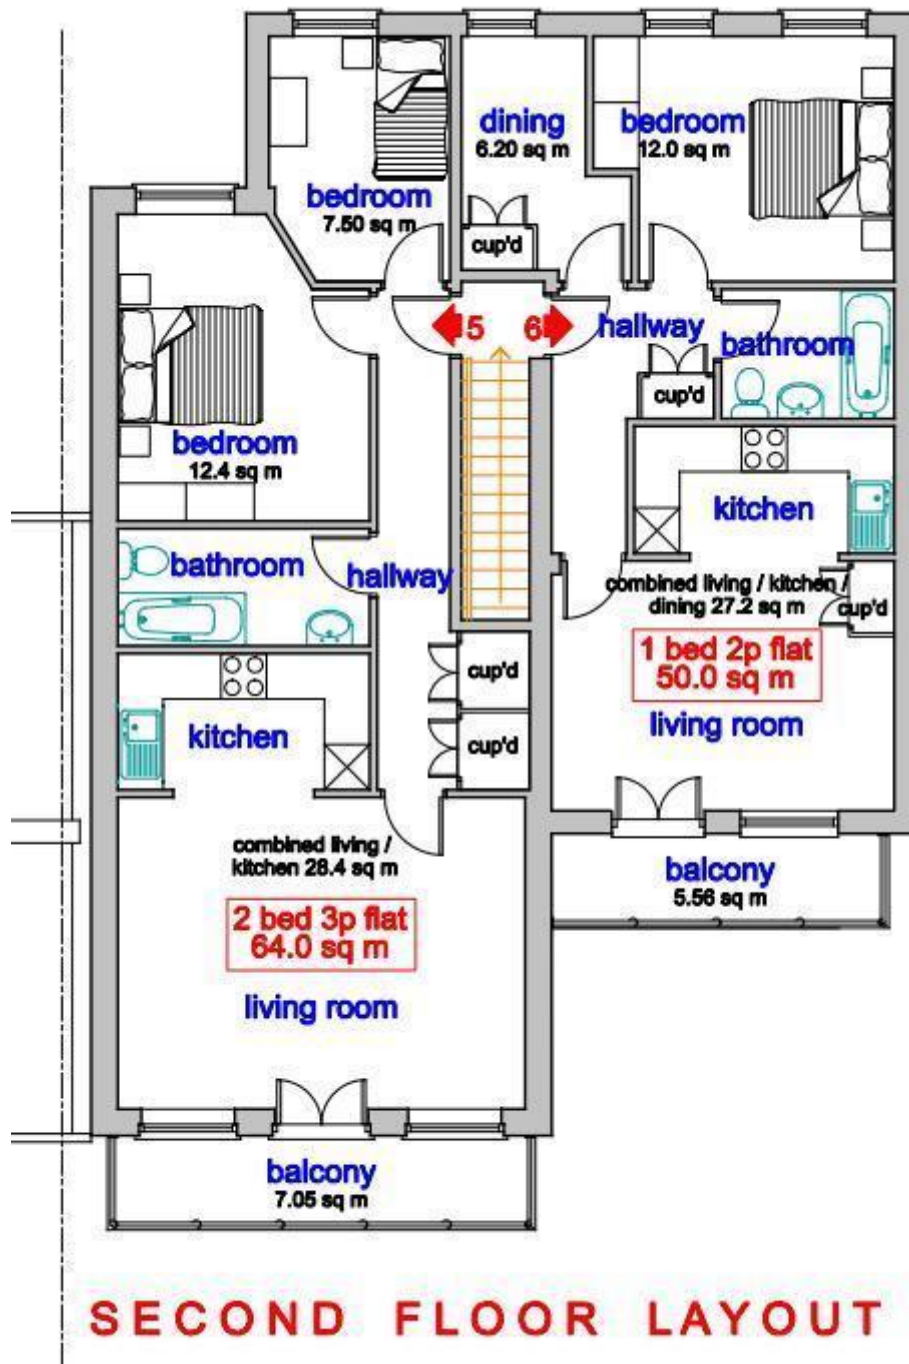 dining
6.20 sq m
bedroom
12.0 sq m
bedroom
7.50 sq m
cup'd
5
6
hallway
bathroom
cup'd
bedroom
12.4 sq m
kitchen
bathroom
hallway
combined living / kitchen /
dining 27.2 sq m
cup'd
1 bed 2p flat
50.0 sq m
living room
cup'd
kitchen
cup'd
combined living /
kitchen 28.4 sq m
2 bed 3p flat
64.0 sq m
living room
balcony
5.56 sq m
balcony
7.05 sq m
SECOND FLOOR LAYOUT